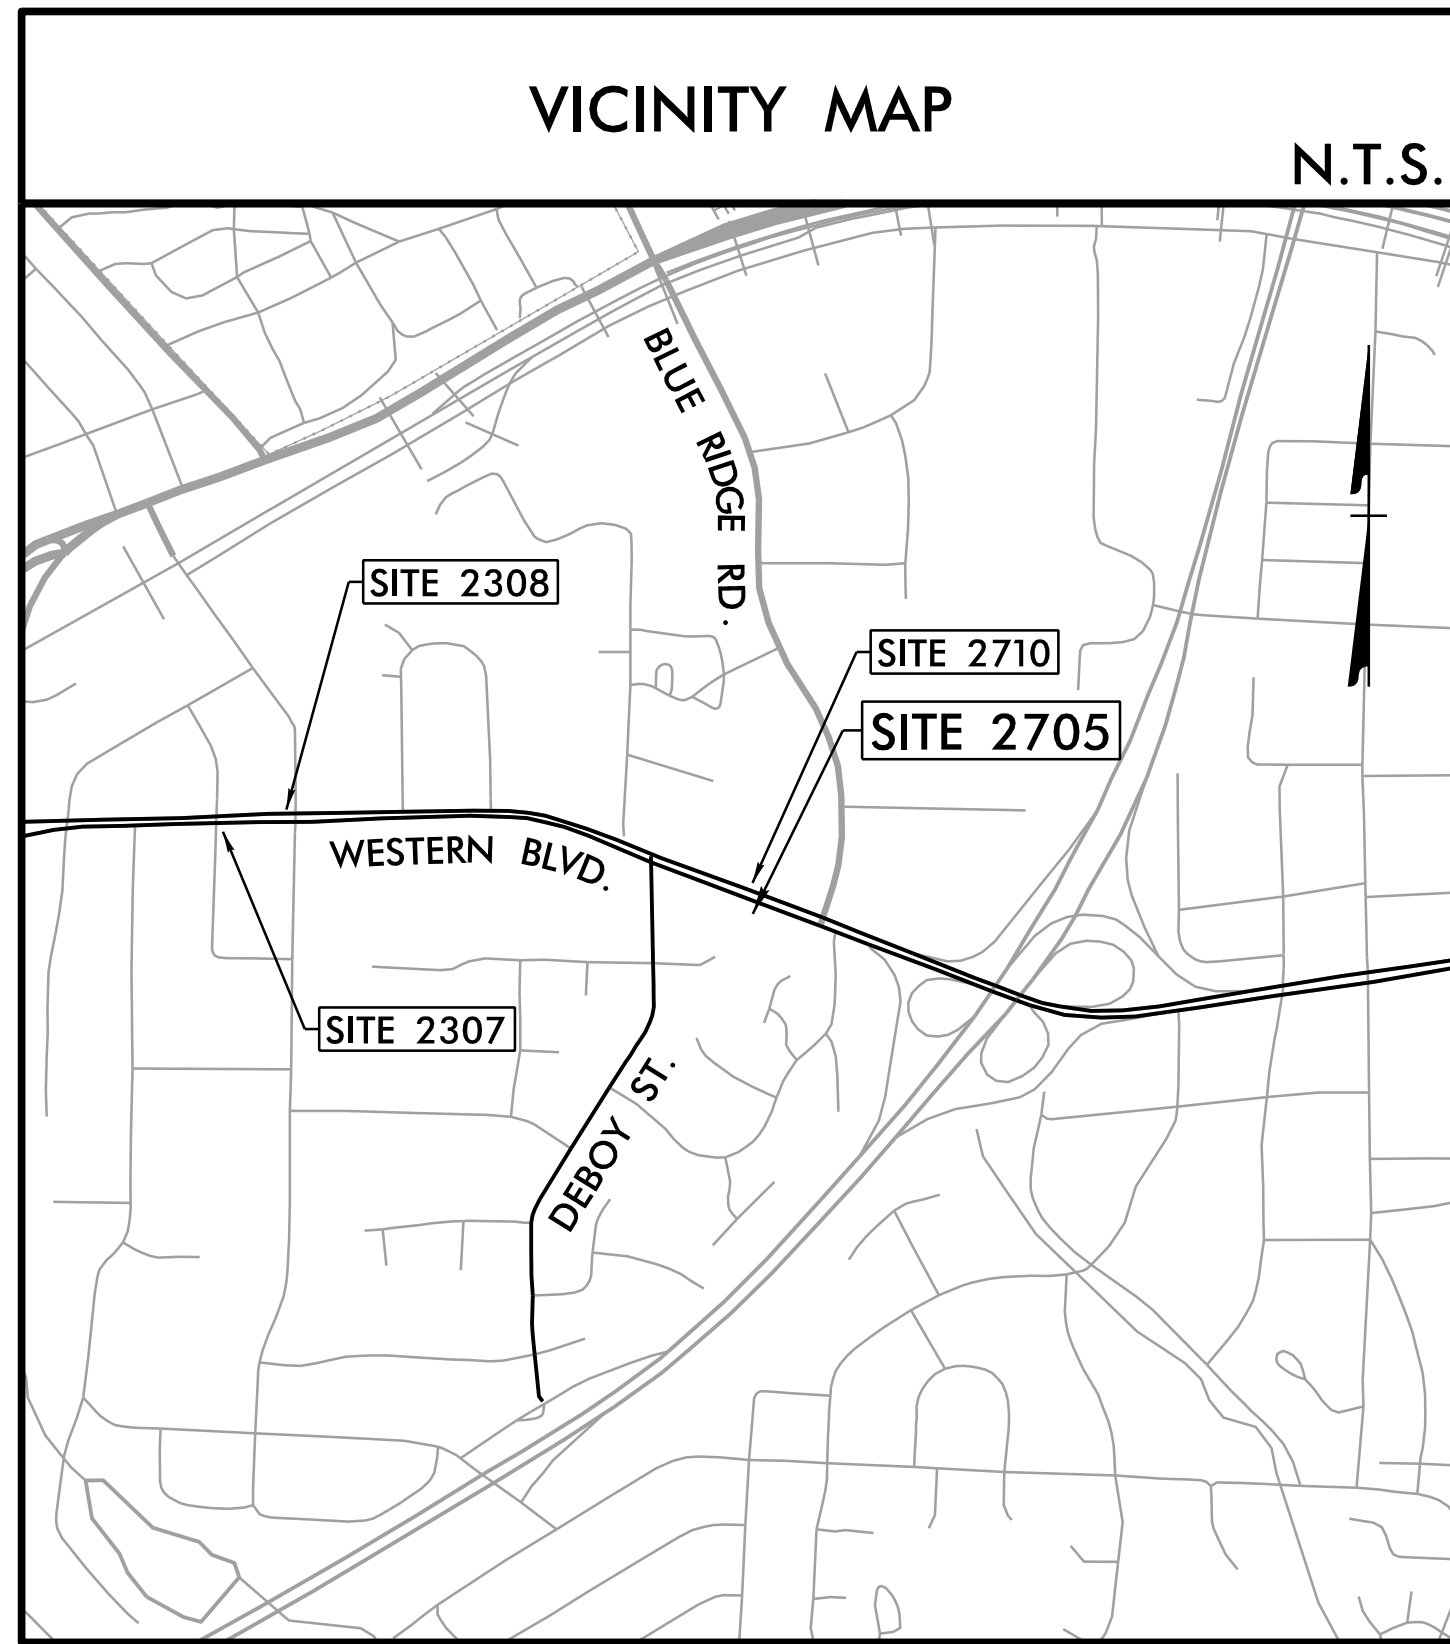 VICINITY MAP
N.T.S.
BLUE RIDGE RD.
SITE 2308
SITE 2710
SITE 2705
WESTERN BLVD.
SITE 2307
DEBOY ST.